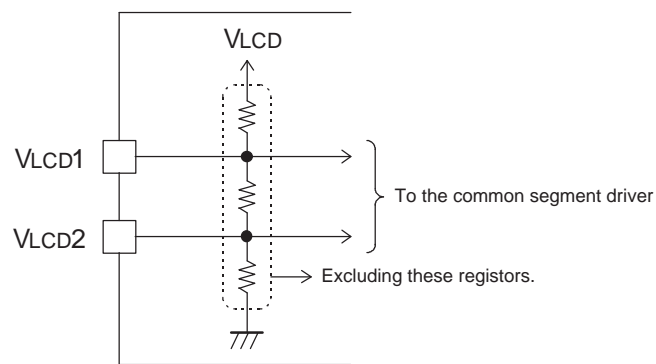 VLCD
VLCD1
To the common segment driver
VLCD2
Excluding these registors.